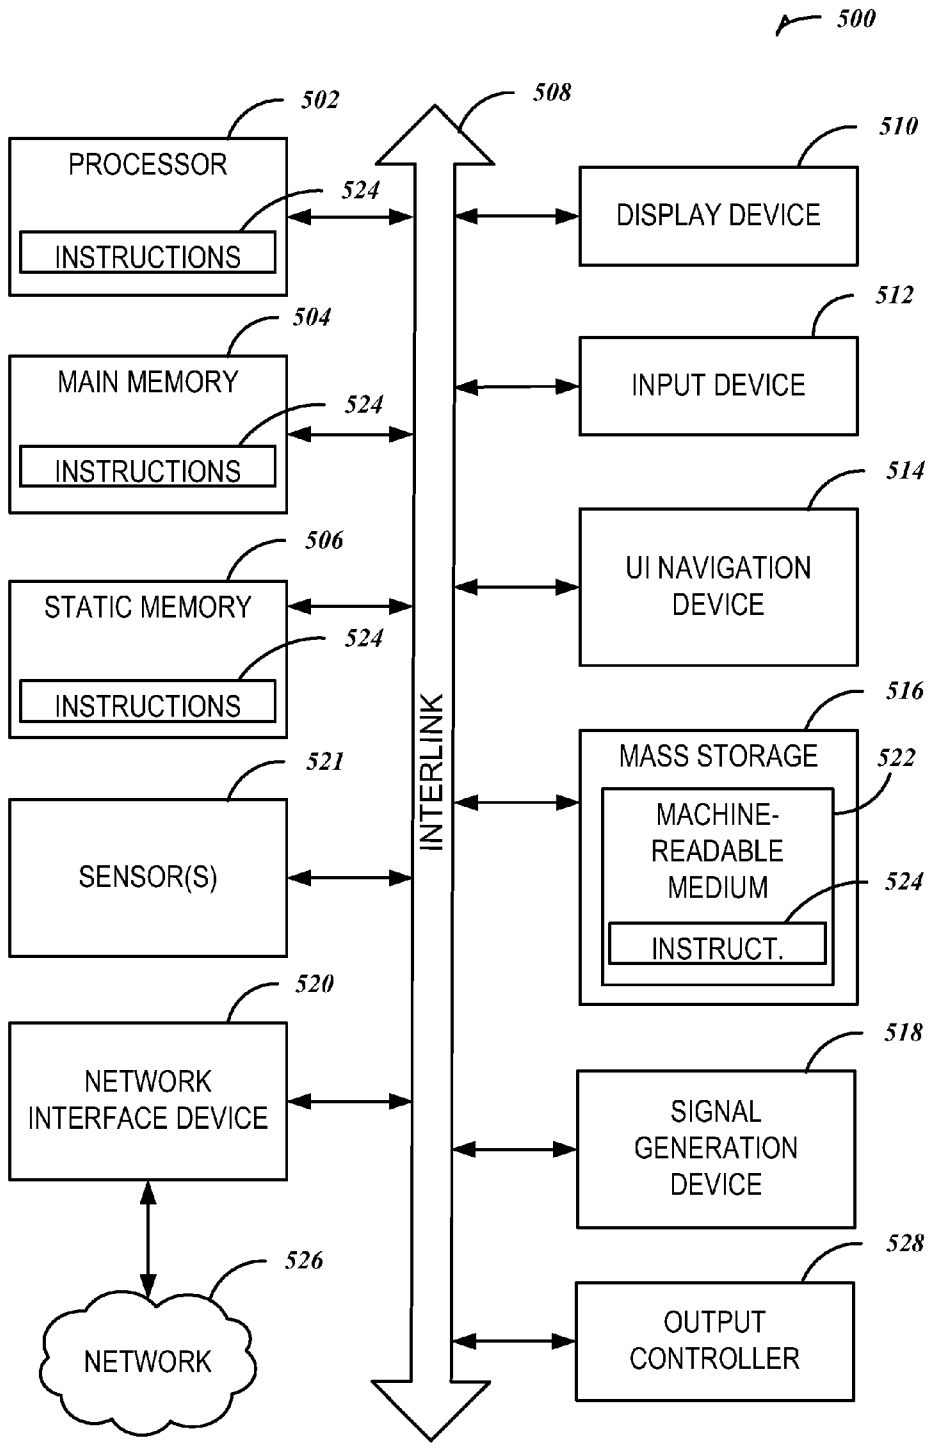 500
502
PROCESSOR
524
INSTRUCTIONS
504
MAIN MEMORY
524
INSTRUCTIONS
506
STATIC MEMORY
524
INSTRUCTIONS
521
SENSOR(S)
520
NETWORK
INTERFACE DEVICE
526
NETWORK
508
INTERLINK
510
DISPLAY DEVICE
512
INPUT DEVICE
514
UI NAVIGATION
DEVICE
516
MASS STORAGE
522
MACHINE-
READABLE
MEDIUM
524
INSTRUCT.
518
SIGNAL
GENERATION
DEVICE
528
OUTPUT
CONTROLLER